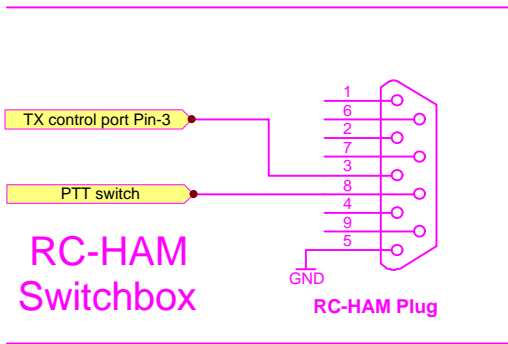 1
6
TX control port Pin-3
2
7
3
PTT switch
8
4
9
RC-HAM
Switchbox
5
GND
RC-HAM Plug